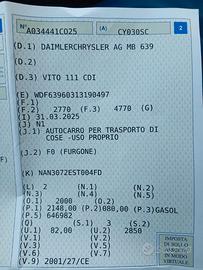 N° A034441C025 (A) CY030SC 2
(D.1) DAIMLERCHRYSLER AG MB 639
(D.2)
(D.3) VITO 111 CDI
(E) WDF63960313190497
(F.1)
(F.2) 2770 (F.3) 4770 (G)
(I) 31.03.2025
(J) N1
(J.1) AUTOCARRO PER TRASPORTO DI
COSE -USO PROPRIO
(J.2) F0 (FURGONE)
(K) NAN3072EST004FD
(L) 2 (N.1) (N.2)
(N.3) (N.4) (N.5)
(O.1) 2000 (O.2)
(P.1) 2148,00 (P.2)080,00 (P.3)GASOL
(P.5) 646982
(Q) (S.1) 3 (S.2)
(U.1) 82,00 (U.2) 2850
(V.1) (V.2)
(V.3) (V.5)
(V.6) (V.7)
(V.9) 2001/27/CE
IMPOSTA
DI BOLLO
ASSOLTA
IN MODO
VIRTUALE